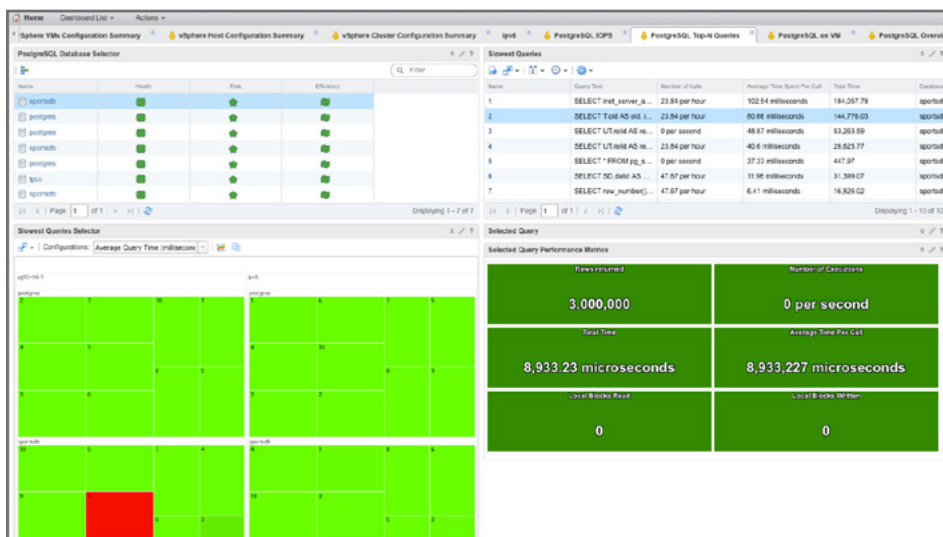 Home Dashboard List Actions
vSphere VMs Configuration Summary vSphere Host Configuration Summary vSphere Cluster Configuration Summary ipv6 PostgreSQL IOPS PostgreSQL Top-N Queries PostgreSQL on VM PostgreSQL Overvi
PostgreSQL Database Selector
Filter
Name Health Risk Efficiency
sportsdb
postgres
postgres
sportsdb
postgres
tpcc
sportsdb
Page 1 of 1 Displaying 1 - 7 of 7
Slowest Queries
Name Query Text Number of Calls Average Time Spent Per Call Total Time Database
1 SELECT inet_server_a... 23.84 per hour 102.54 milliseconds 184,057.78 sportsd
2 SELECT T.oid AS oid, t... 23.84 per hour 80.66 milliseconds 144,778.03 sportsd
3 SELECT UT.relid AS re... 0 per second 48.67 milliseconds 53,293.59 sportsd
4 SELECT UT.relid AS re... 23.84 per hour 40.6 milliseconds 28,825.77 sportsd
5 SELECT * FROM pg_s... 0 per second 37.33 milliseconds 447.97 sportsd
6 SELECT SD.datid AS ... 47.67 per hour 11.96 milliseconds 31,399.07 sportsd
7 SELECT row_number()... 47.67 per hour 6.41 milliseconds 16,826.02 sportsd
Page 1 of 1 Displaying 1 - 10 of 10
Slowest Queries Selector
Configurations: Average Query Time (millisecon
ipv6
postgres postgres
sportsdb sportsdb
Selected Query
Selected Query Performance Metrics
Rows returned
3,000,000
Number of Executions
0 per second
Total Time
8,933.23 microseconds
Average Time Per Call
8,933,227 microseconds
Local Blocks Read
0
Local Blocks Written
0